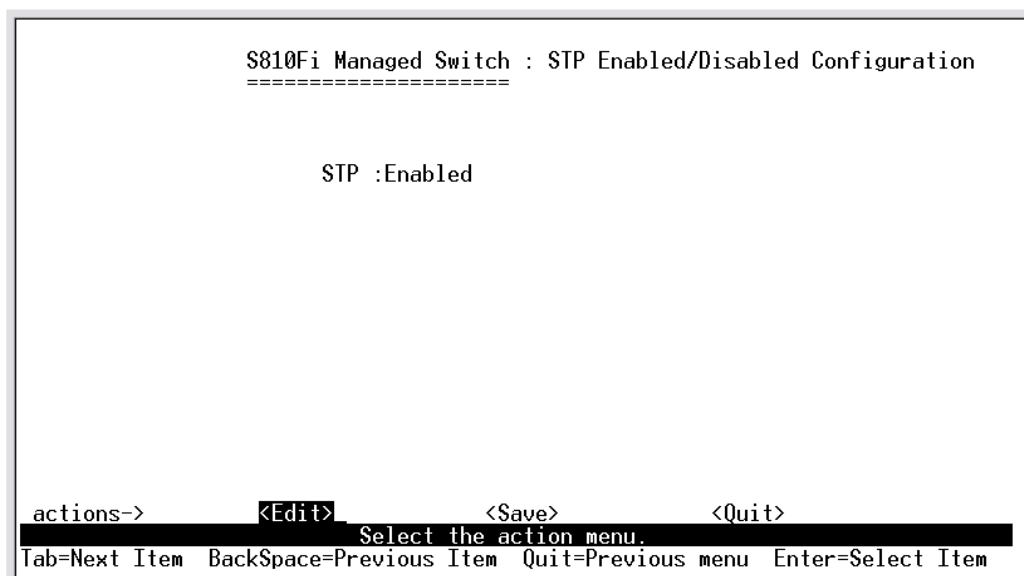 S810Fi Managed Switch : STP Enabled/Disabled Configuration
=====================
STP :Enabled
actions-> <Edit> <Save> <Quit>
Select the action menu.
Tab=Next Item BackSpace=Previous Item Quit=Previous menu Enter=Select Item